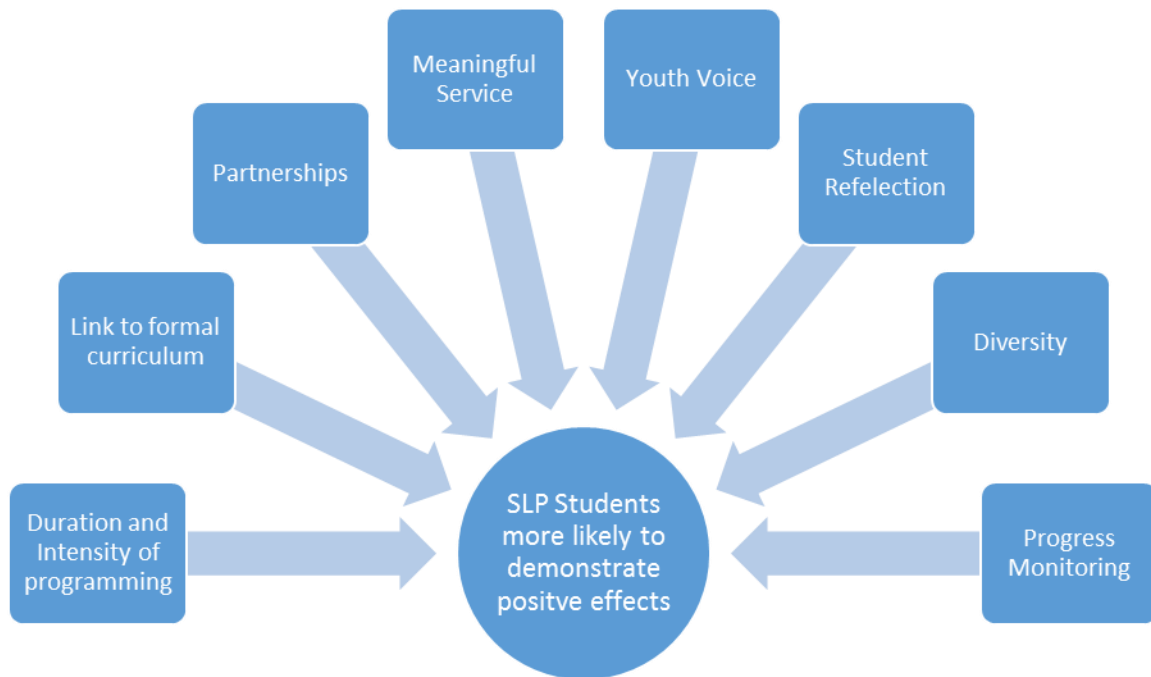 Meaningful
Service
Youth Voice
Partnerships
Student
Refelection
Link to formal
curriculum
Diversity
Duration and
Intensity of
programming
SLP Students
more likely to
demonstrate
positve effects
Progress
Monitoring